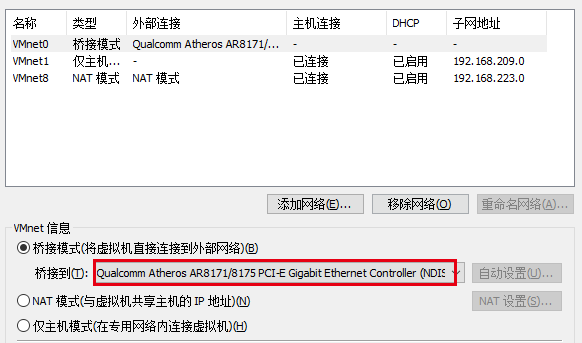 名称 类型 外部连接 主机连接 DHCP 子网地址
VMnet0 桥接模式 Qualcomm Atheros AR8171/... - - -
VMnet1 仅主机... - 已连接 已启用 192.168.209.0
VMnet8 NAT 模式 NAT 模式 已连接 已启用 192.168.223.0
添加网络(E)... 移除网络(O) 重命名网络(A)...
VMnet 信息
桥接模式(将虚拟机直接连接到外部网络)(B)
桥接到(T): Qualcomm Atheros AR8171/8175 PCI-E Gigabit Ethernet Controller (NDIS 自动设置(U)...
NAT 模式(与虚拟机共享主机的 IP 地址)(N) NAT 设置(S)...
仅主机模式(在专用网络内连接虚拟机)(H)